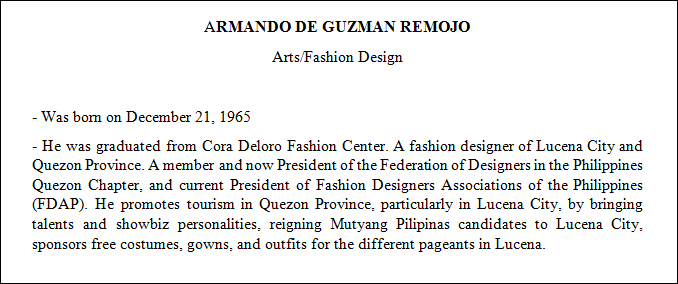 ARMANDO DE GUZMAN REMOJO
Arts/Fashion Design
- Was born on December 21, 1965
- He was graduated from Cora Deloro Fashion Center. A fashion designer of Lucena City and
Quezon Province. A member and now President of the Federation of Designers in the Philippines
Quezon Chapter, and current President of Fashion Designers Associations of the Philippines
(FDAP). He promotes tourism in Quezon Province, particularly in Lucena City, by bringing
talents and showbiz personalities, reigning Mutyang Pilipinas candidates to Lucena City,
sponsors free costumes, gowns, and outfits for the different pageants in Lucena.